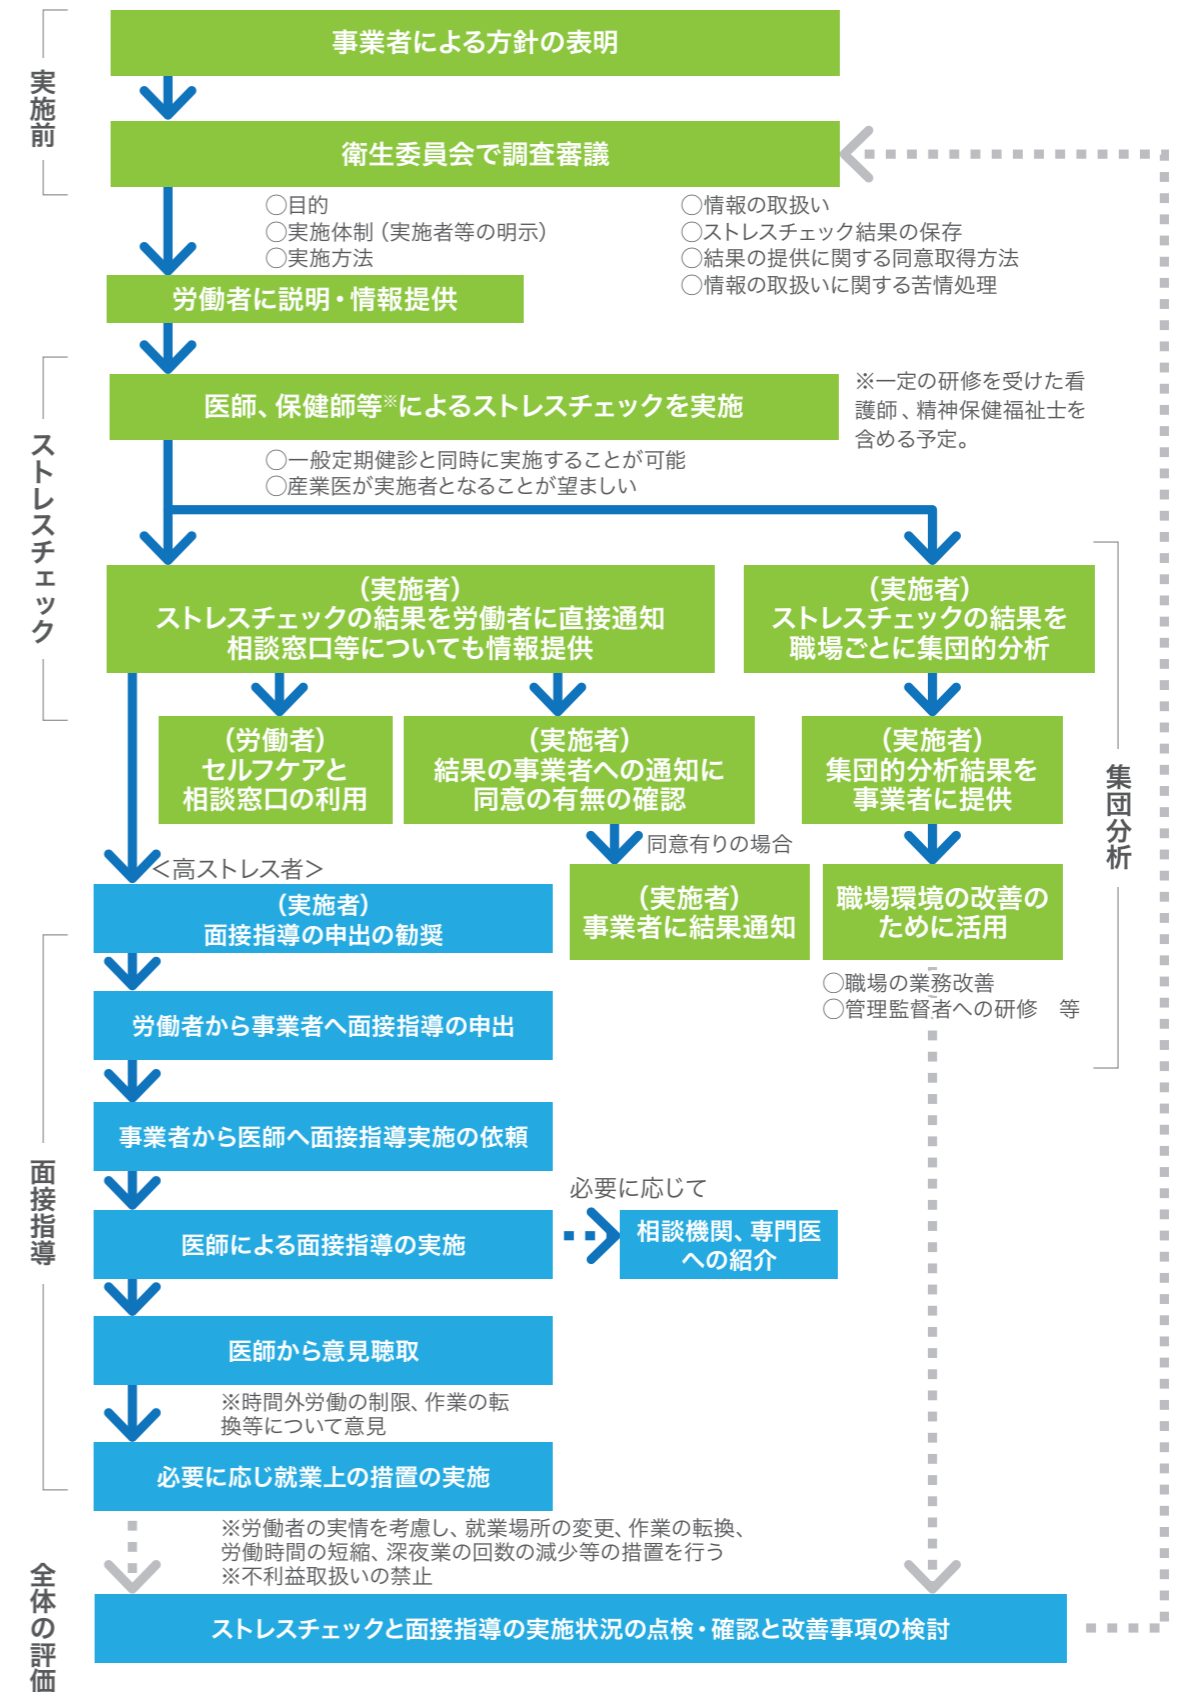 実施前
事業者による方針の表明
衛生委員会で調査審議
○目的
○実施体制（実施者等の明示）
○実施方法
○情報の取扱い
○ストレスチェック結果の保存
○結果の提供に関する同意取得方法
○情報の取扱いに関する苦情処理
労働者に説明・情報提供
ストレスチェック
医師、保健師等※によるストレスチェックを実施
※一定の研修を受けた看
護師、精神保健福祉士を
含める予定。
○一般定期健診と同時に実施することが可能
○産業医が実施者となることが望ましい
（実施者）
ストレスチェックの結果を労働者に直接通知
相談窓口等についても情報提供
（実施者）
ストレスチェックの結果を
職場ごとに集団的分析
（労働者）
セルフケアと
相談窓口の利用
（実施者）
結果の事業者への通知に
同意の有無の確認
（実施者）
集団的分析結果を
事業者に提供
集団分析
同意有りの場合
＜高ストレス者＞
（実施者）
事業者に結果通知
職場環境の改善の
ために活用
○職場の業務改善
○管理監督者への研修　等
面接指導
（実施者）
面接指導の申出の勧奨
労働者から事業者へ面接指導の申出
事業者から医師へ面接指導実施の依頼
医師による面接指導の実施
必要に応じて
相談機関、専門医
への紹介
医師から意見聴取
※時間外労働の制限、作業の転
換等について意見
必要に応じ就業上の措置の実施
※労働者の実情を考慮し、就業場所の変更、作業の転換、
労働時間の短縮、深夜業の回数の減少等の措置を行う
※不利益取扱いの禁止
全体の評価
ストレスチェックと面接指導の実施状況の点検・確認と改善事項の検討